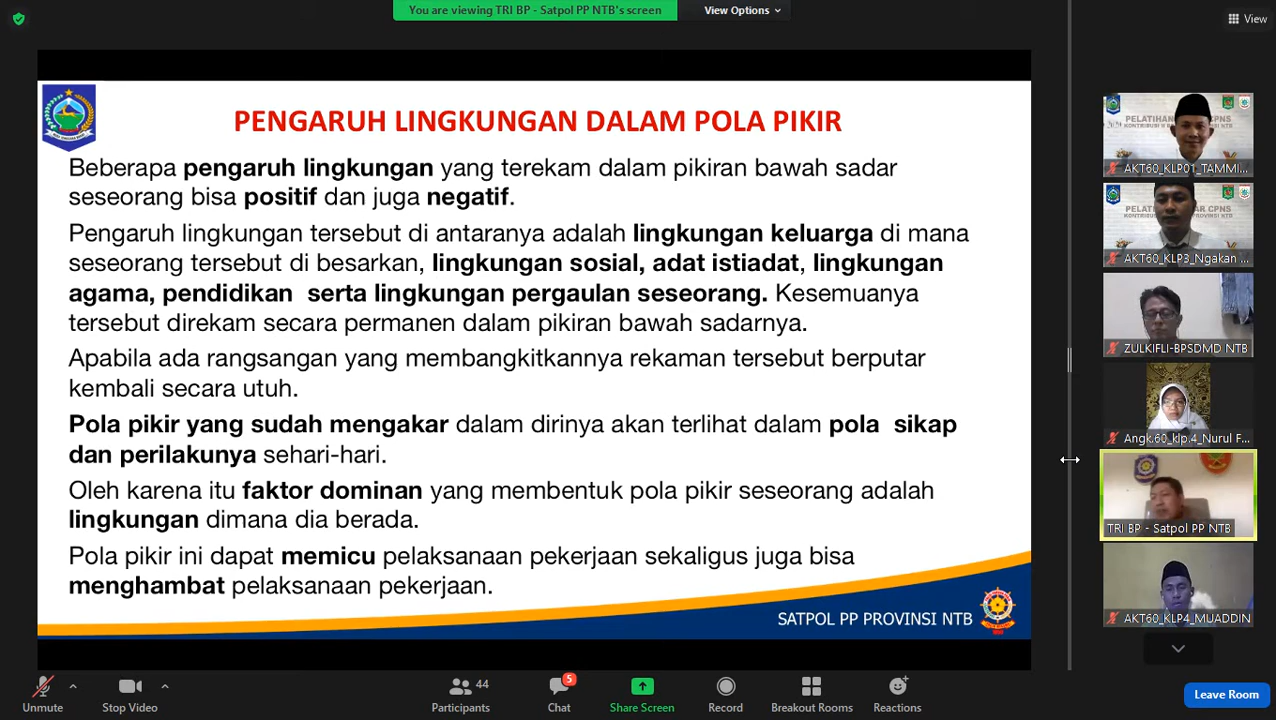 You are viewing TRI BP - Satpol PP NTB's screen
View Options
View
PENGARUH LINGKUNGAN DALAM POLA PIKIR
Beberapa pengaruh lingkungan yang terekam dalam pikiran bawah sadar
seseorang bisa positif dan juga negatif.
Pengaruh lingkungan tersebut di antaranya adalah lingkungan keluarga di mana
seseorang tersebut di besarkan, lingkungan sosial, adat istiadat, lingkungan
agama, pendidikan serta lingkungan pergaulan seseorang. Kesemuanya
tersebut direkam secara permanen dalam pikiran bawah sadarnya.
Apabila ada rangsangan yang membangkitkannya rekaman tersebut berputar
kembali secara utuh.
Pola pikir yang sudah mengakar dalam dirinya akan terlihat dalam pola sikap
dan perilakunya sehari-hari.
Oleh karena itu faktor dominan yang membentuk pola pikir seseorang adalah
lingkungan dimana dia berada.
Pola pikir ini dapat memicu pelaksanaan pekerjaan sekaligus juga bisa
menghambat pelaksanaan pekerjaan.
SATPOL PP PROVINSI NTB
AKT60_KLP01_TAMMI...
AKT60_KLP3_Ngakan ...
ZULKIFLI-BPSDMD NTB
Angk.60_klp.4_Nurul F...
TRI BP - Satpol PP NTB
AKT60_KLP4_MUADDIN
Unmute
Stop Video
44
Participants
5
Chat
Share Screen
Record
Breakout Rooms
Reactions
Leave Room